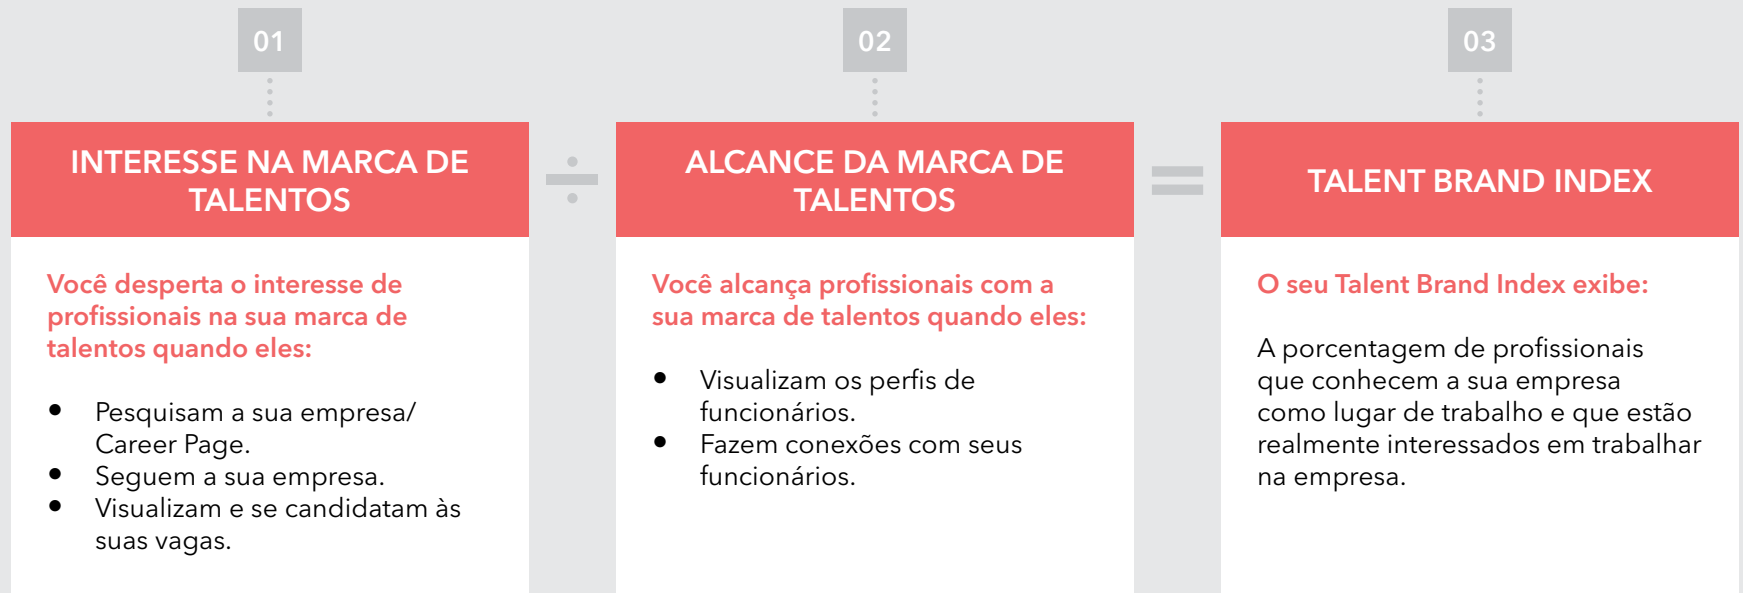 01
INTERESSE NA MARCA DE
TALENTOS
Você desperta o interesse de
profissionais na sua marca de
talentos quando eles:
• Pesquisam a sua empresa/
Career Page.
• Seguem a sua empresa.
• Visualizam e se candidatam às
suas vagas.
÷
02
ALCANCE DA MARCA DE
TALENTOS
Você alcança profissionais com a
sua marca de talentos quando eles:
• Visualizam os perfis de
funcionários.
• Fazem conexões com seus
funcionários.
=
03
TALENT BRAND INDEX
O seu Talent Brand Index exibe:
A porcentagem de profissionais
que conhecem a sua empresa
como lugar de trabalho e que estão
realmente interessados em trabalhar
na empresa.